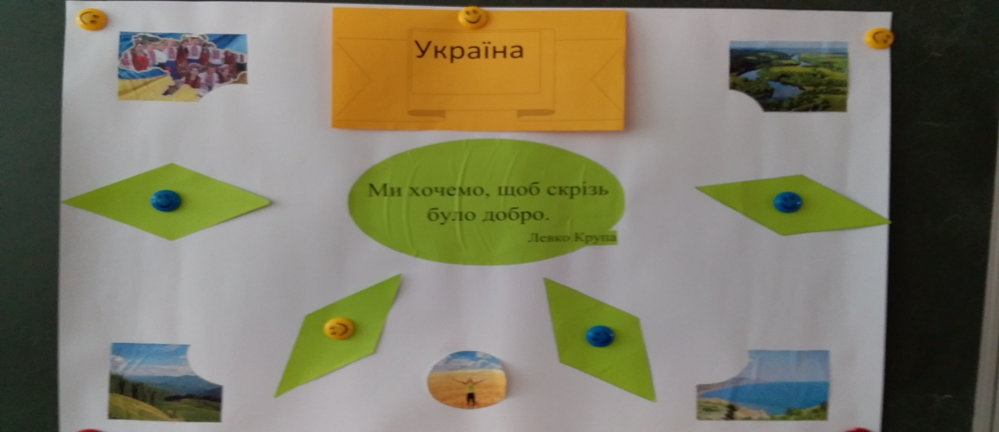 Україна
Ми хочемо, щоб скрізь
було добро.
Левко Крупа